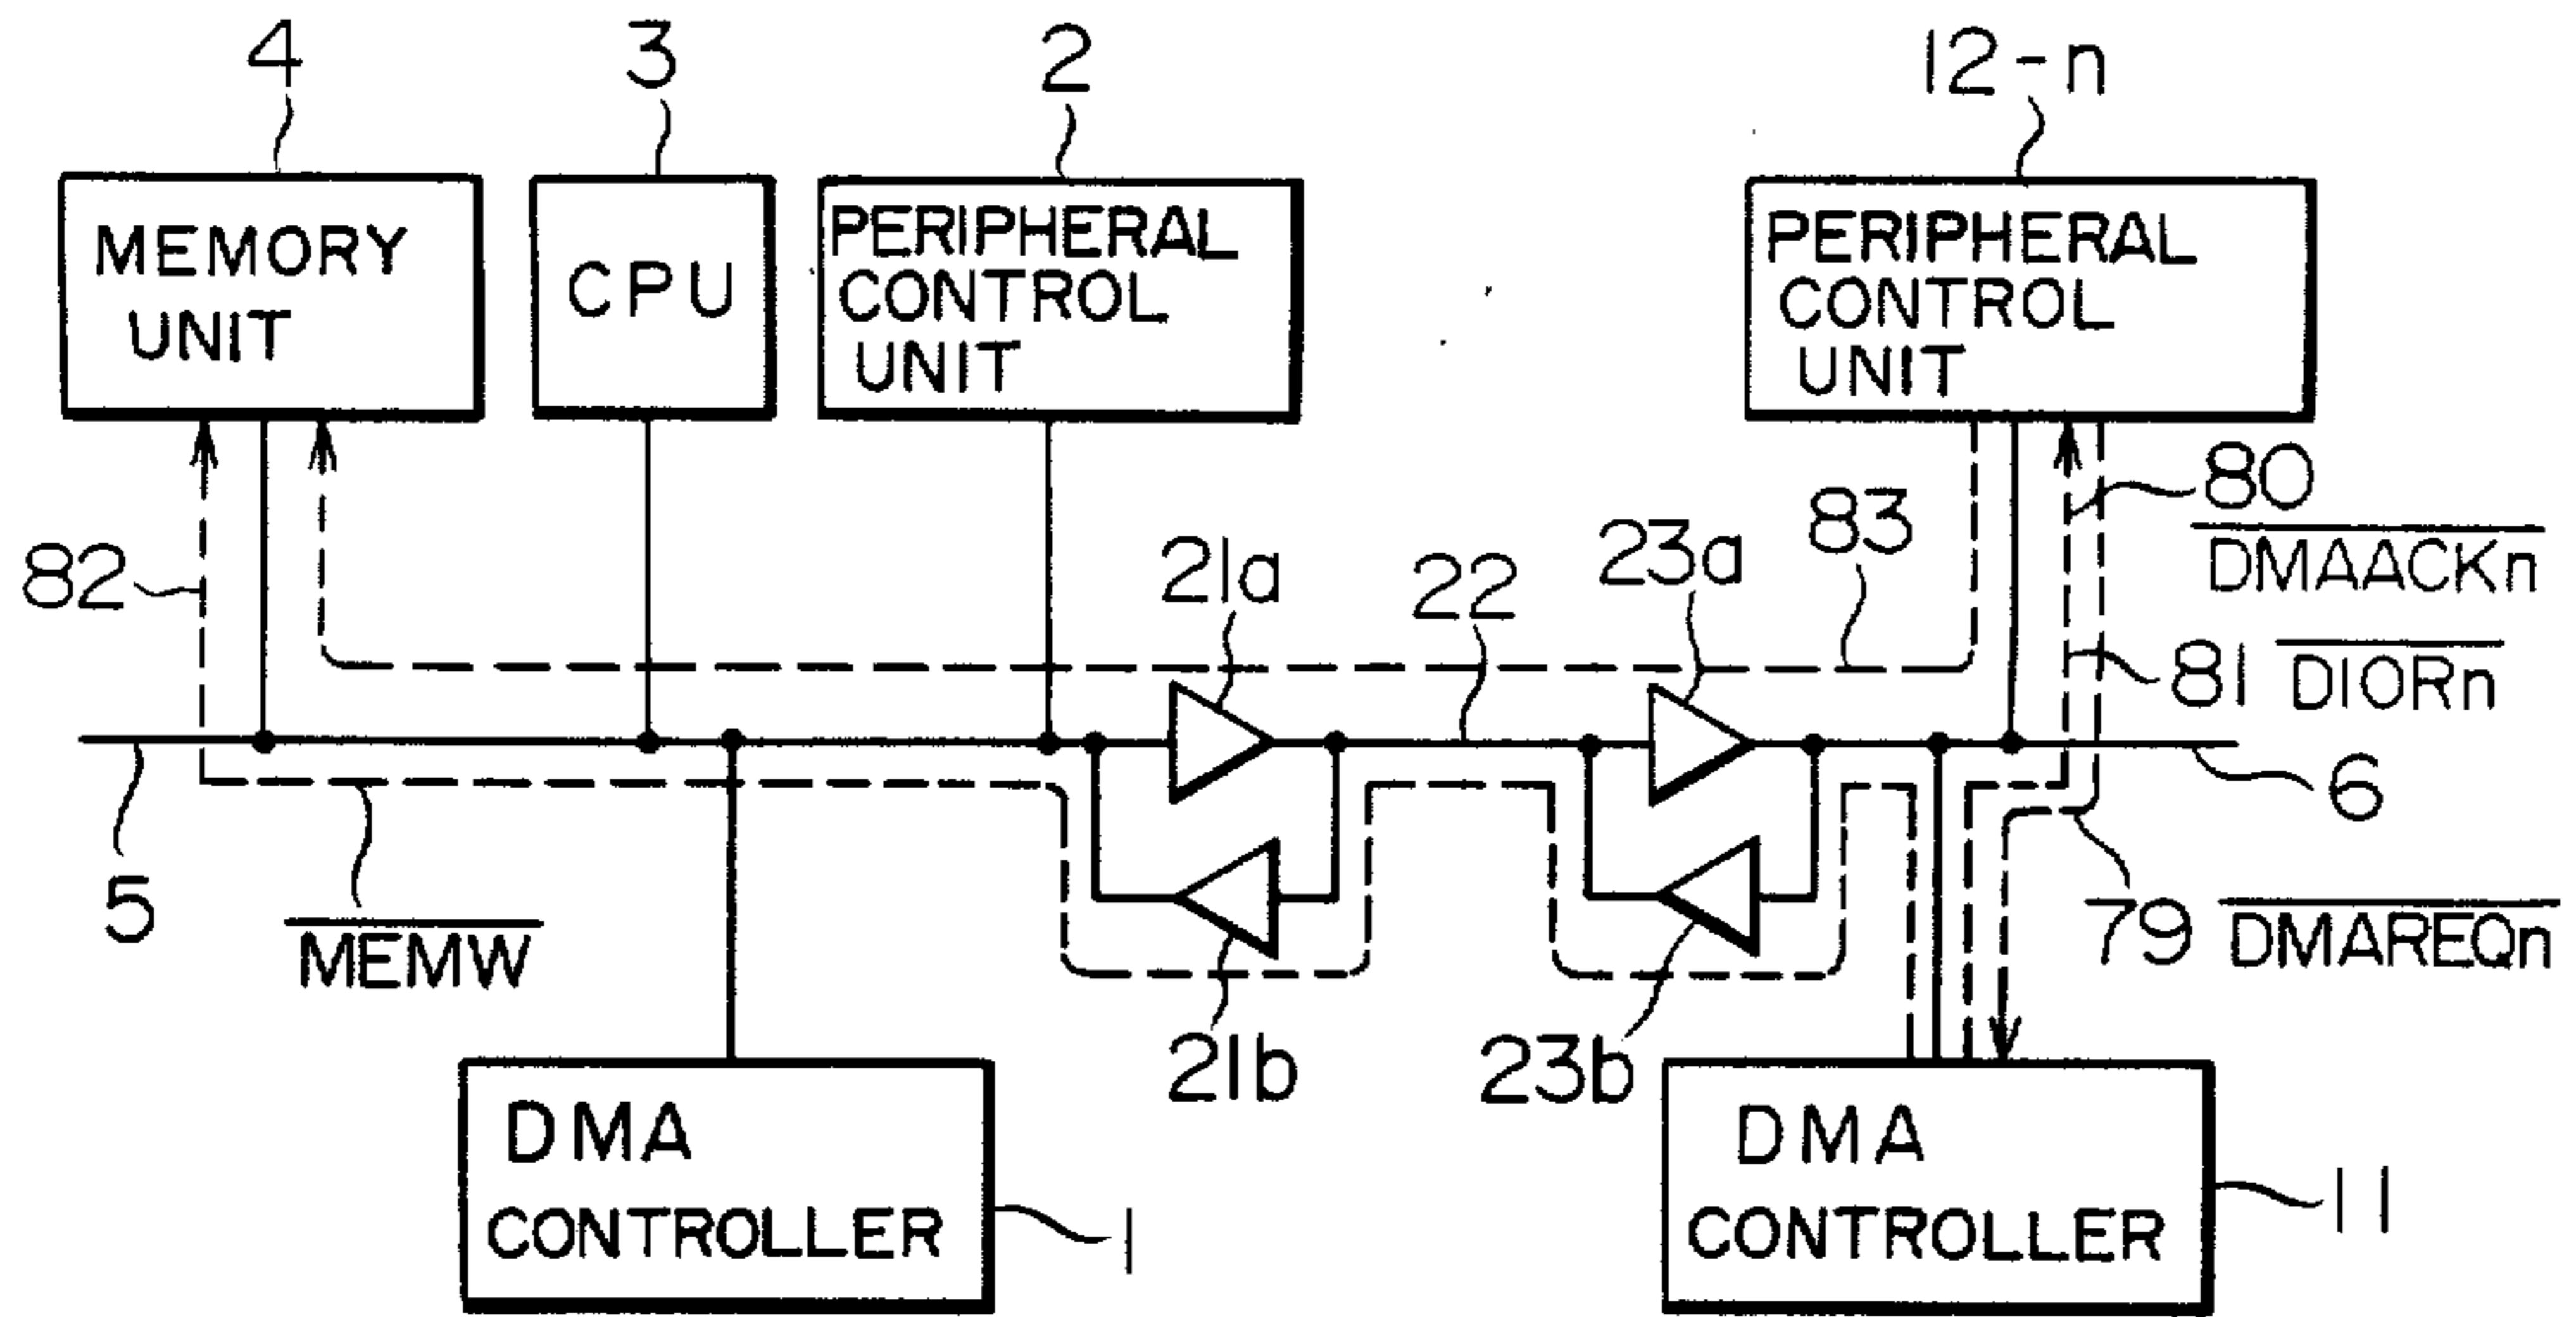 4
3
2
12-n
MEMORY
UNIT
CPU
PERIPHERAL
CONTROL
UNIT
PERIPHERAL
CONTROL
UNIT
82
21a
22
23a
83
80
DMAACKn
81 DIORn
5
6
MEMW
79 DMAREQn
21b
23b
DMA
CONTROLLER
1
DMA
CONTROLLER
11